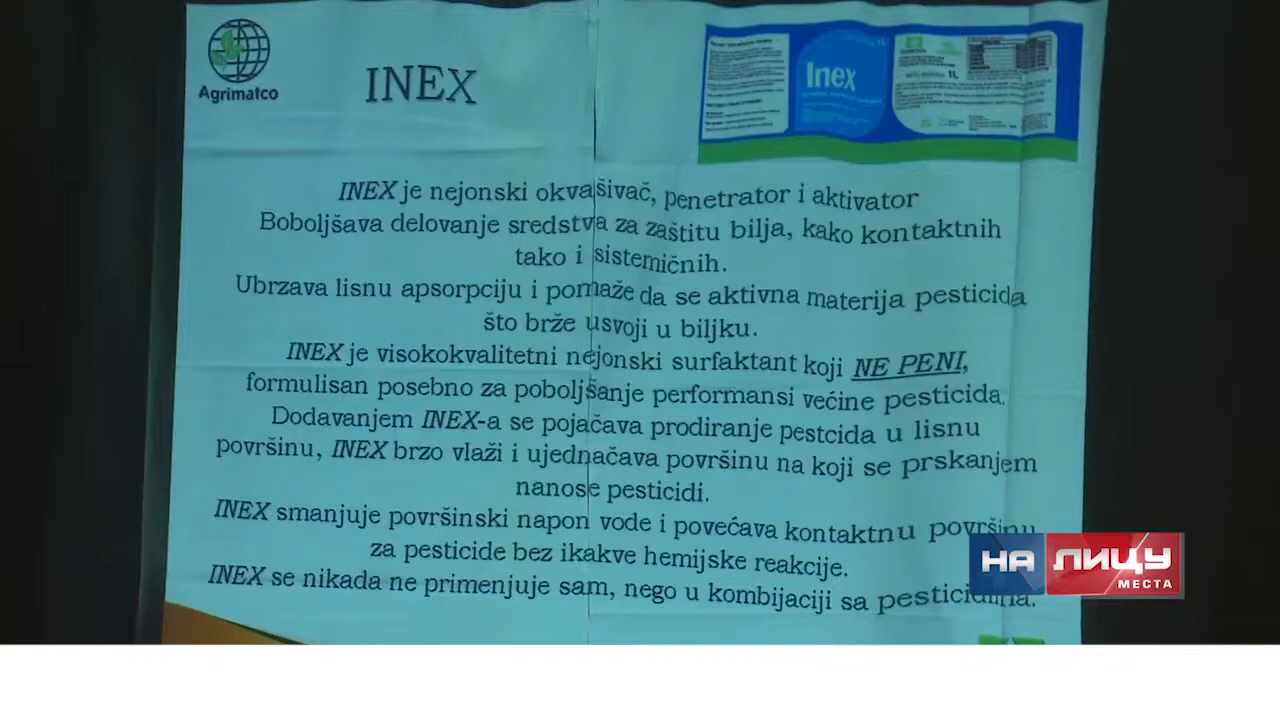 Agrimatco
INEX
Inex
1L
INEX je nejonski okvašivač, penetrator i aktivator
Boboljšava delovanje sredstva za zaštitu bilja, kako kontaktnih
tako i sistemičnih.
Ubrzava lisnu apsorpciju i pomaže da se aktivna materija pesticida
što brže usvoji u biljku.
INEX je visokokvalitetni nejonski surfaktant koji NE PENI,
formulisan posebno za poboljšanje performansi većine pesticida.
Dodavanjem INEX-a se pojačava prodiranje pestcida u lisnu
površinu, INEX brzo vlaži i ujednačava površinu na koji se prskanjem
nanose pesticidi.
INEX smanjuje površinski napon vode i povećava kontaktnu površinu
za pesticide bez ikakve hemijske reakcije.
INEX se nikada ne primenjuje sam, nego u kombijaciji sa pesticidima.
НА ЛИЦУ
МЕСТА